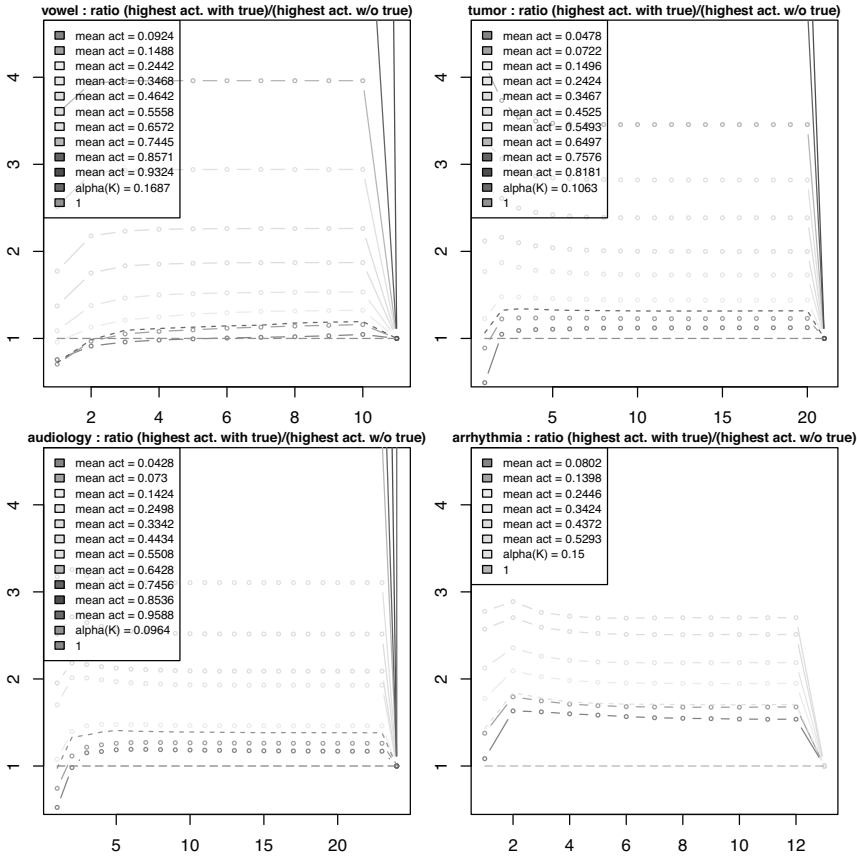 vowel : ratio (highest act. with true)/(highest act. w/o true)
mean act = 0.0924
mean act = 0.1488
mean act = 0.2442
mean act = 0.3468
mean act = 0.4642
mean act = 0.5558
mean act = 0.6572
mean act = 0.7445
mean act = 0.8571
mean act = 0.9324
alpha(K) = 0.1687
1
4
3
2
1
2 4 6 8 10
tumor : ratio (highest act. with true)/(highest act. w/o true)
mean act = 0.0478
mean act = 0.0722
mean act = 0.1496
mean act = 0.2424
mean act = 0.3467
mean act = 0.4525
mean act = 0.5493
mean act = 0.6497
mean act = 0.7576
mean act = 0.8181
alpha(K) = 0.1063
1
4
3
2
1
5 10 15 20
audiology : ratio (highest act. with true)/(highest act. w/o true)
mean act = 0.0428
mean act = 0.073
mean act = 0.1424
mean act = 0.2498
mean act = 0.3342
mean act = 0.4434
mean act = 0.5508
mean act = 0.6428
mean act = 0.7456
mean act = 0.8536
mean act = 0.9588
alpha(K) = 0.0964
1
4
3
2
1
5 10 15 20
arrhythmia : ratio (highest act. with true)/(highest act. w/o true)
mean act = 0.0802
mean act = 0.1398
mean act = 0.2446
mean act = 0.3424
mean act = 0.4372
mean act = 0.5293
alpha(K) = 0.15
1
4
3
2
1
2 4 6 8 10 12